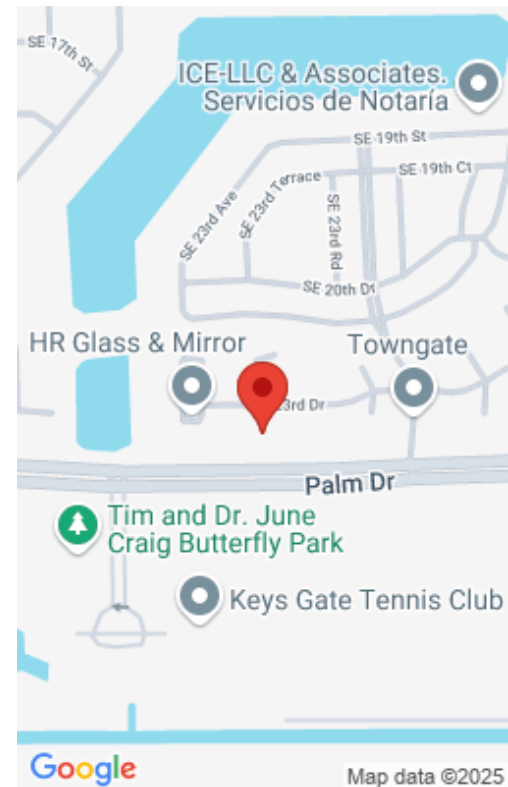 SE 17th St
ICE-LLC & Associates.
Servicios de Notaría
SE 19th St
SE 19th Ct
SE 23rd Terrace
SE 23rd Ave
SE 23rd Rd
SE 20th Dr
HR Glass & Mirror
Towngate
3rd Dr
Palm Dr
Tim and Dr. June
Craig Butterfly Park
Keys Gate Tennis Club
Google
Map data ©2025